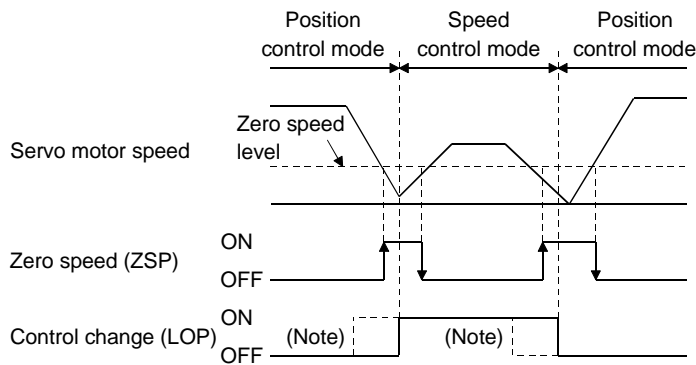 Position control mode
Speed control mode
Position control mode
Zero speed level
Servo motor speed
ON
Zero speed (ZSP)
OFF
ON
Control change (LOP)
(Note)
(Note)
OFF